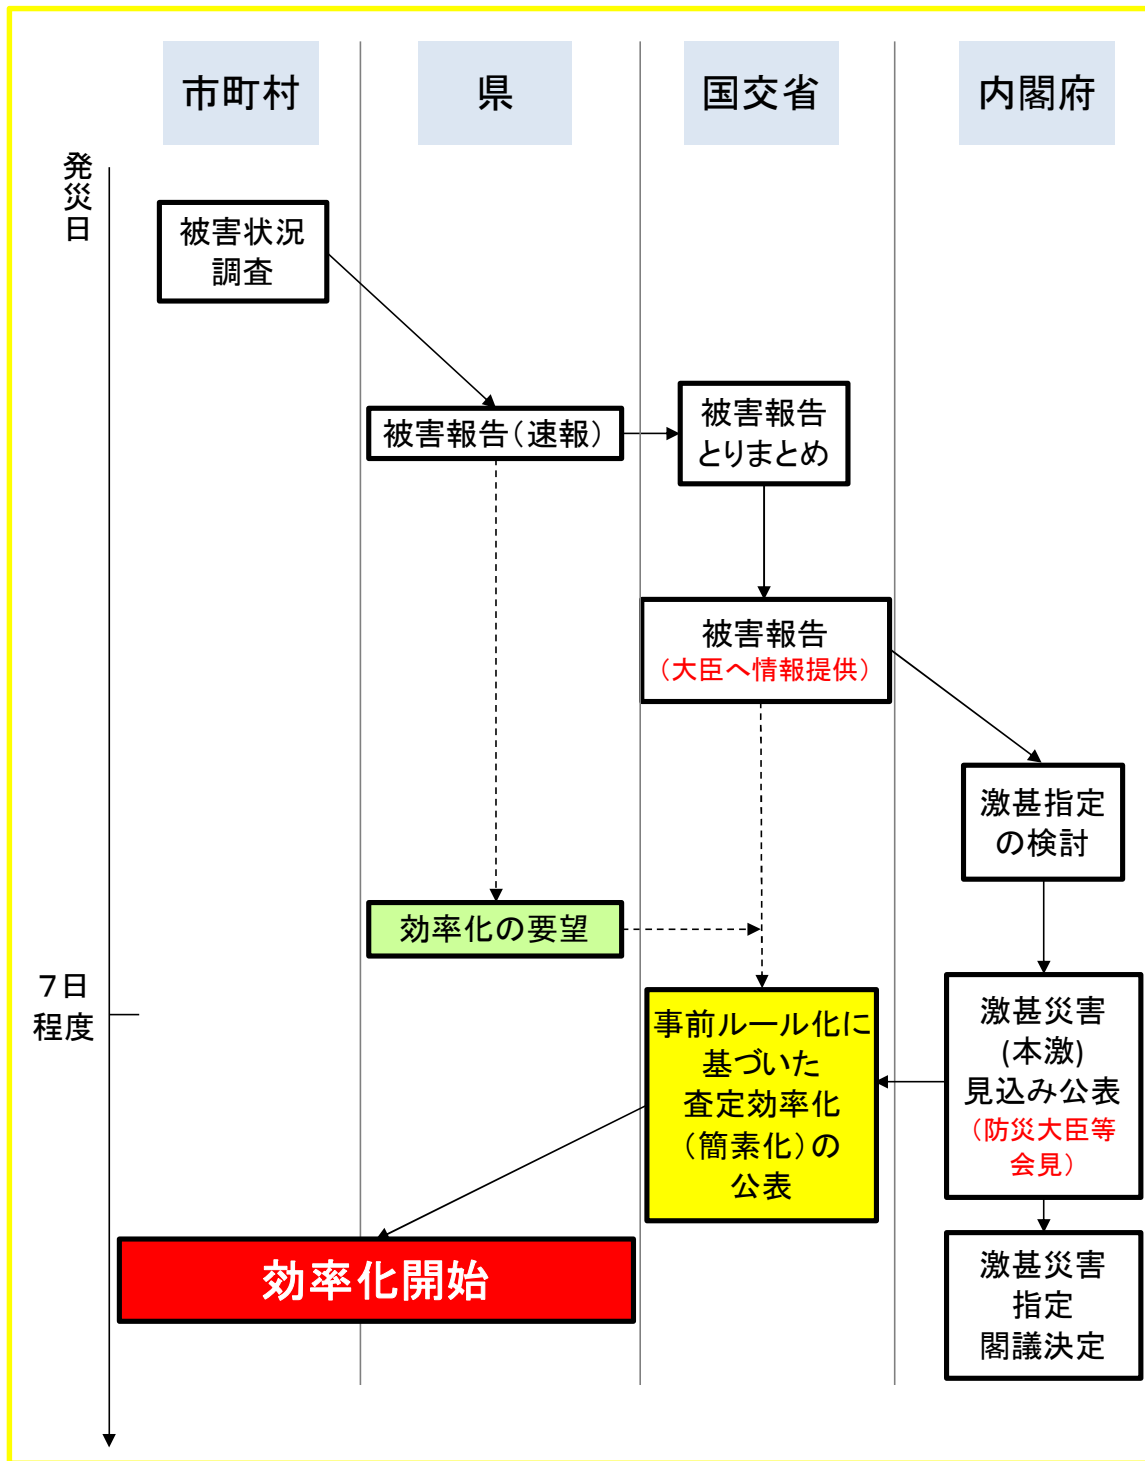 市町村
県
国交省
内閣府
発災日
被害状況
調査
被害報告（速報）
被害報告
とりまとめ
被害報告
（大臣へ情報提供）
激甚指定
の検討
効率化の要望
７日
程度
事前ルール化に
基づいた
査定効率化
（簡素化）の
公表
激甚災害
(本激)
見込み公表
（防災大臣等
会見）
効率化開始
激甚災害
指定
閣議決定